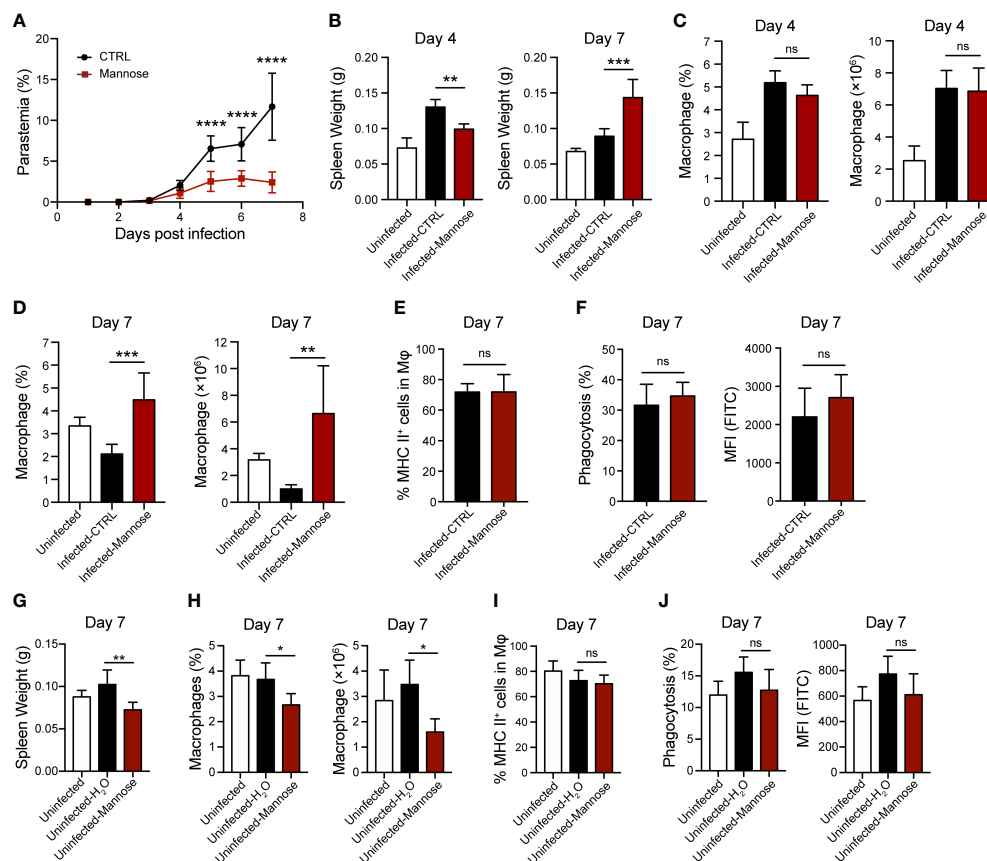 A
Parastemia (%)
20
15
10
5
0
0
2
4
6
8
Days post infection
CTRL
Mannose
****
****
****
B
Day 4
Spleen Weight (g)
0.20
0.15
0.10
0.05
0.00
**
Uninfected
Infected-CTRL
Infected-Mannose
Day 7
Spleen Weight (g)
0.20
0.15
0.10
0.05
0.00
***
Uninfected
Infected-CTRL
Infected-Mannose
C
Day 4
Macrophage (%)
7
6
5
4
3
2
1
0
ns
Uninfected
Infected-CTRL
Infected-Mannose
Day 4
Macrophage (×10⁶)
10
8
6
4
2
0
ns
Uninfected
Infected-CTRL
Infected-Mannose
D
Day 7
Macrophage (%)
7
6
5
4
3
2
1
0
***
Uninfected
Infected-CTRL
Infected-Mannose
Day 7
Macrophage (×10⁶)
12
10
8
6
4
2
0
**
Uninfected
Infected-CTRL
Infected-Mannose
E
Day 7
% MHC II⁺ cells in Mφ
100
80
60
40
20
0
ns
Infected-CTRL
Infected-Mannose
F
Day 7
Phagocytosis (%)
50
40
30
20
10
0
ns
Infected-CTRL
Infected-Mannose
Day 7
MFI (FITC)
4000
3000
2000
1000
0
ns
Infected-CTRL
Infected-Mannose
G
Day 7
Spleen Weight (g)
0.15
0.10
0.05
0.00
**
Uninfected
Uninfected-H₂O
Uninfected-Mannose
H
Day 7
Macrophages (%)
5
4
3
2
1
0
*
Uninfected
Uninfected-H₂O
Uninfected-Mannose
Day 7
Macrophage (×10⁶)
5
4
3
2
1
0
*
Uninfected
Uninfected-H₂O
Uninfected-Mannose
I
Day 7
% MHC II⁺ cells in Mφ
100
80
60
40
20
0
ns
Uninfected
Uninfected-H₂O
Uninfected-Mannose
J
Day 7
Phagocytosis (%)
20
15
10
5
0
ns
Uninfected
Uninfected-H₂O
Uninfected-Mannose
Day 7
MFI (FITC)
1000
800
600
400
200
0
ns
Uninfected
Uninfected-H₂O
Uninfected-Mannose